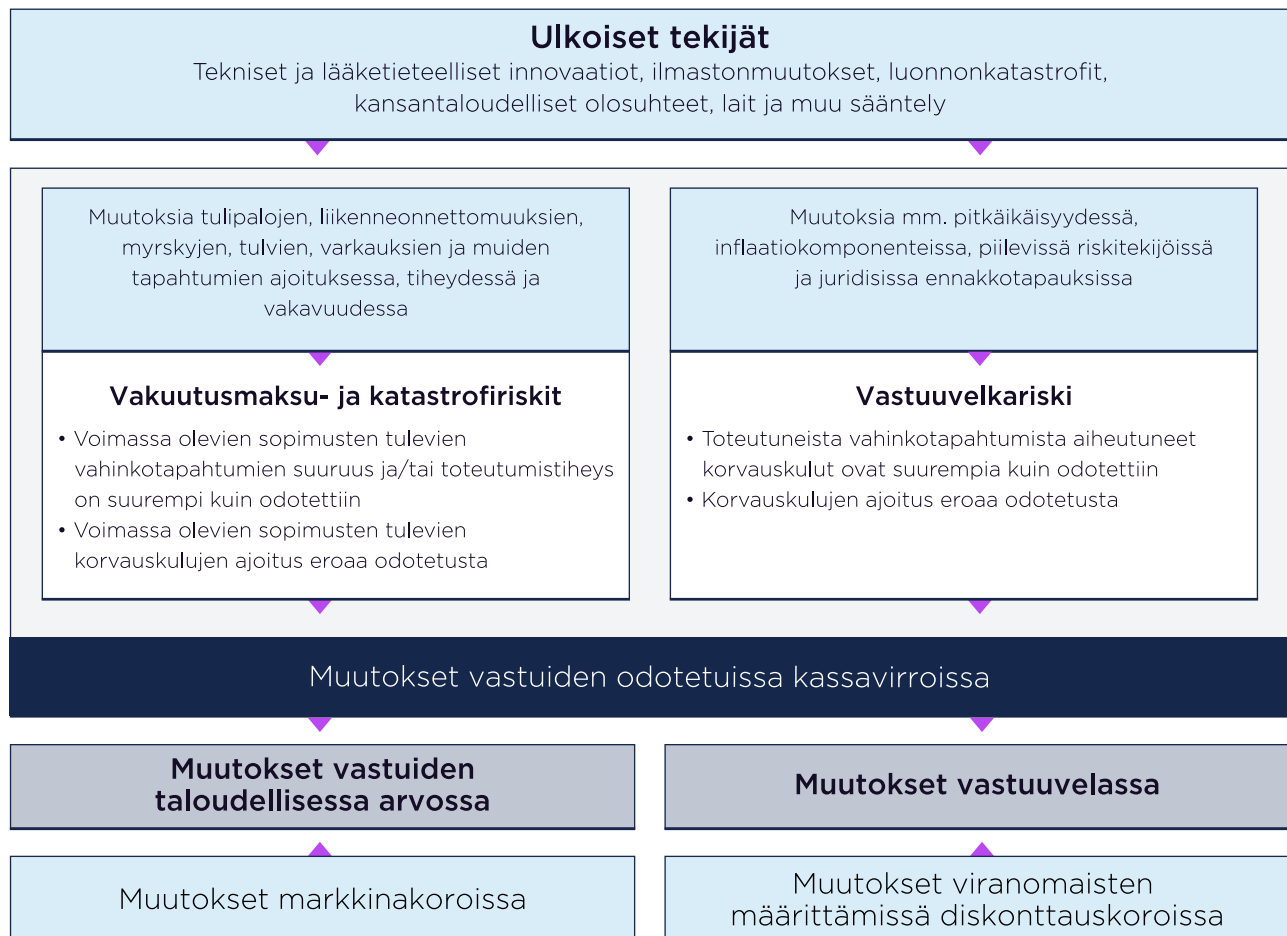 Ulkoiset tekijät
Tekniset ja lääketieteelliset innovaatiot, ilmastonmuutokset, luonnonkatastrofit,
kansantaloudelliset olosuhteet, lait ja muu sääntely
Muutoksia tulipalojen, liikenneonnettomuuksien,
myrskyjen, tulvien, varkauksien ja muiden
tapahtumien ajoituksessa, tiheydessä ja
vakavuudessa
Vakuutusmaksu- ja katastrofiriskit
• Voimassa olevien sopimusten tulevien
vahinkotapahtumien suuruus ja/tai toteutumistiheys
on suurempi kuin odotettiin
• Voimassa olevien sopimusten tulevien
korvauskulujen ajoitus eroaa odotetusta
Muutoksia mm. pitkäikäisyydessä,
inflaatiokomponenteissa, piilevissä riskitekijöissä
ja juridisissa ennakkotapauksissa
Vastuuvelkariski
• Toteutuneista vahinkotapahtumista aiheutuneet
korvauskulut ovat suurempia kuin odotettiin
• Korvauskulujen ajoitus eroaa odotetusta
Muutokset vastuiden odotetuissa kassavirroissa
Muutokset vastuiden
taloudellisessa arvossa
Muutokset vastuuvelassa
Muutokset markkinakoroissa
Muutokset viranomaisten
määrittämissä diskonttauskoroissa